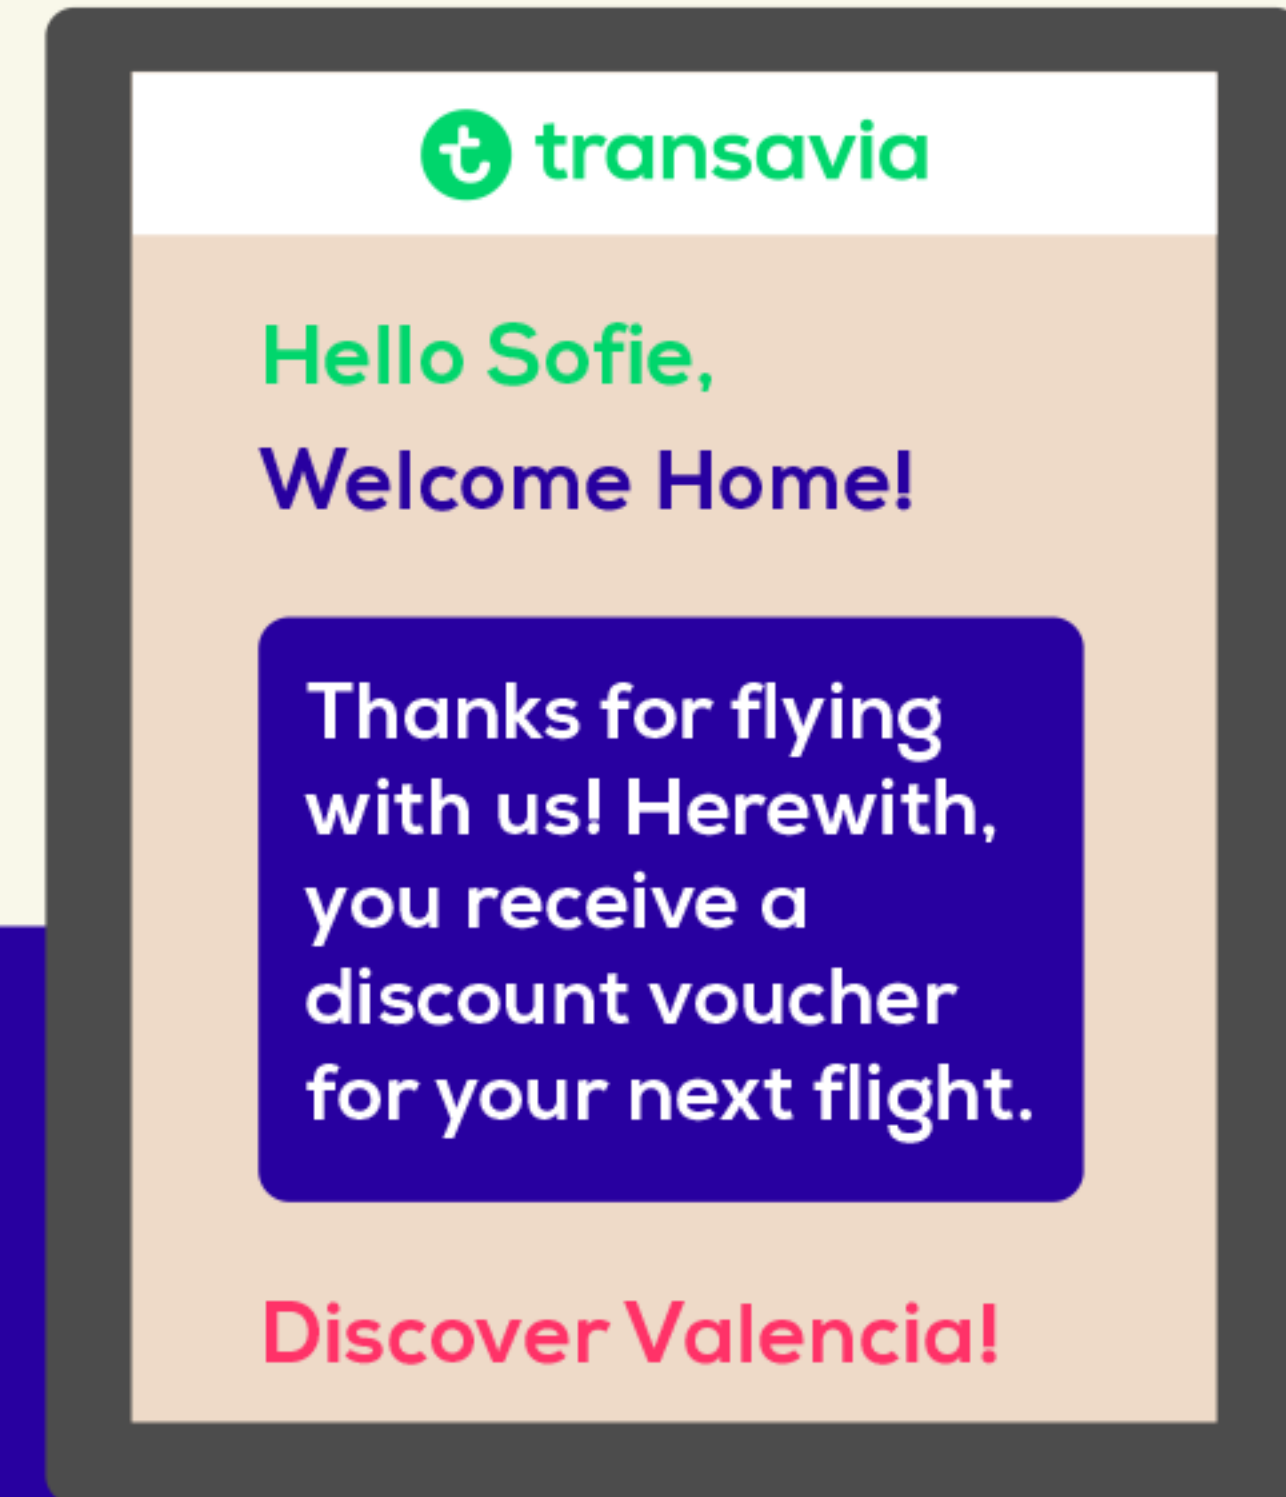 transavia
Hello Sofie,
Welcome Home!
Thanks for flying
with us! Herewith,
you receive a
discount voucher
for your next flight.
Discover Valencia!